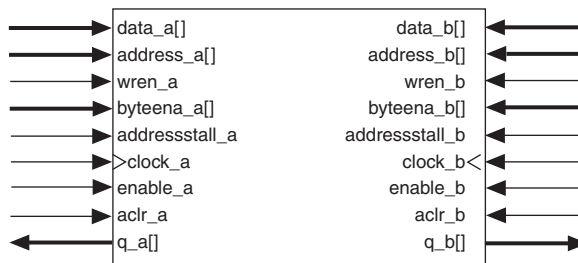 data_a[] data_b[]
address_a[] address_b[]
wren_a wren_b
byteena_a[] byteena_b[]
addressstall_a addressstall_b
clock_a clock_b
enable_a enable_b
aclr_a aclr_b
q_a[] q_b[]